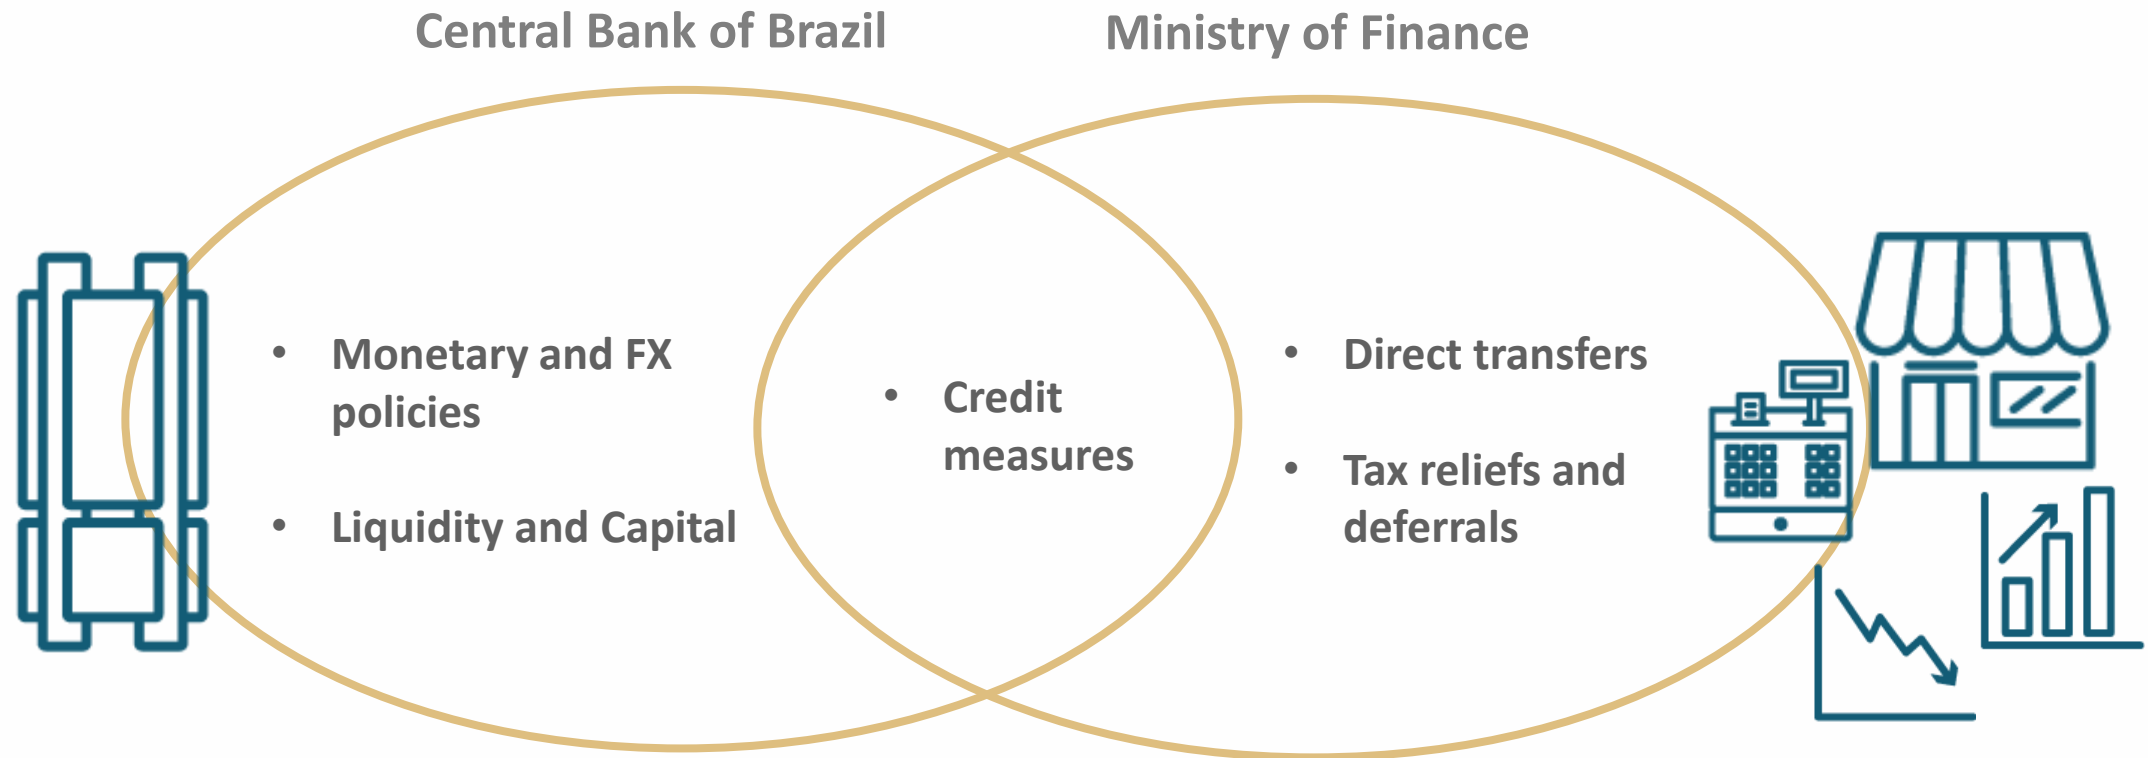 Central Bank of Brazil
Ministry of Finance
• Monetary and FX
policies
• Liquidity and Capital
• Credit
measures
• Direct transfers
• Tax reliefs and
deferrals